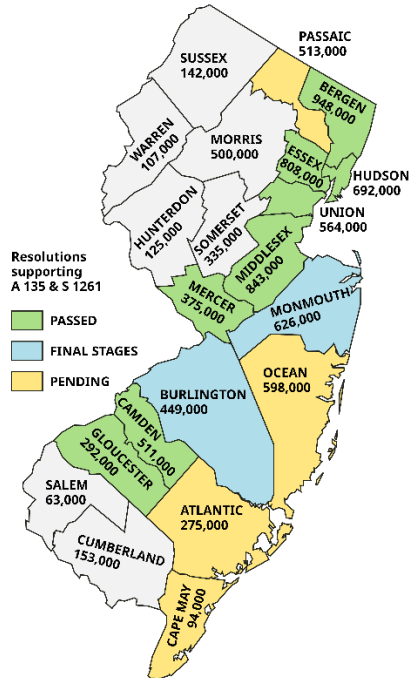 PASSAIC
513,000
SUSSEX
142,000
BERGEN
948,000
WARREN
107,000
MORRIS
500,000
ESSEX
808,000
HUDSON
692,000
UNION
564,000
HUNTERDON
125,000
SOMERSET
335,000
MIDDLESEX
843,000
Resolutions
supporting
A 135 & S 1261
PASSED
FINAL STAGES
PENDING
MERCER
375,000
MONMOUTH
626,000
OCEAN
598,000
BURLINGTON
449,000
CAMDEN
511,000
GLOUCESTER
292,000
SALEM
63,000
ATLANTIC
275,000
CUMBERLAND
153,000
CAPE MAY
94,000